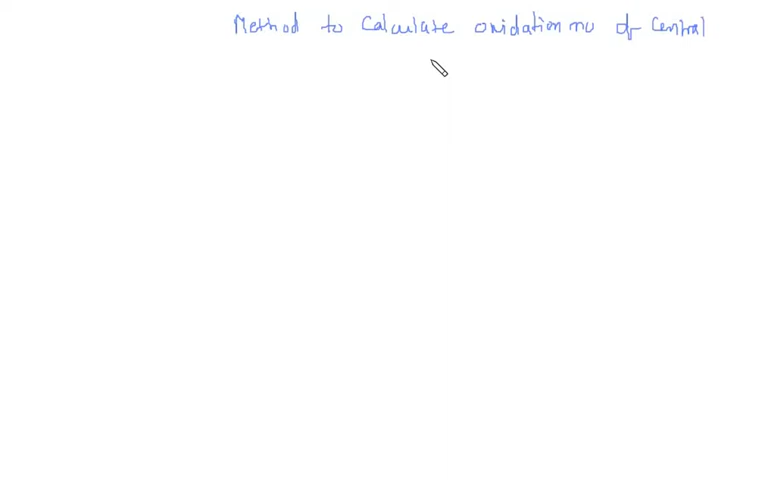 Method to Calculate oxidation no of Central